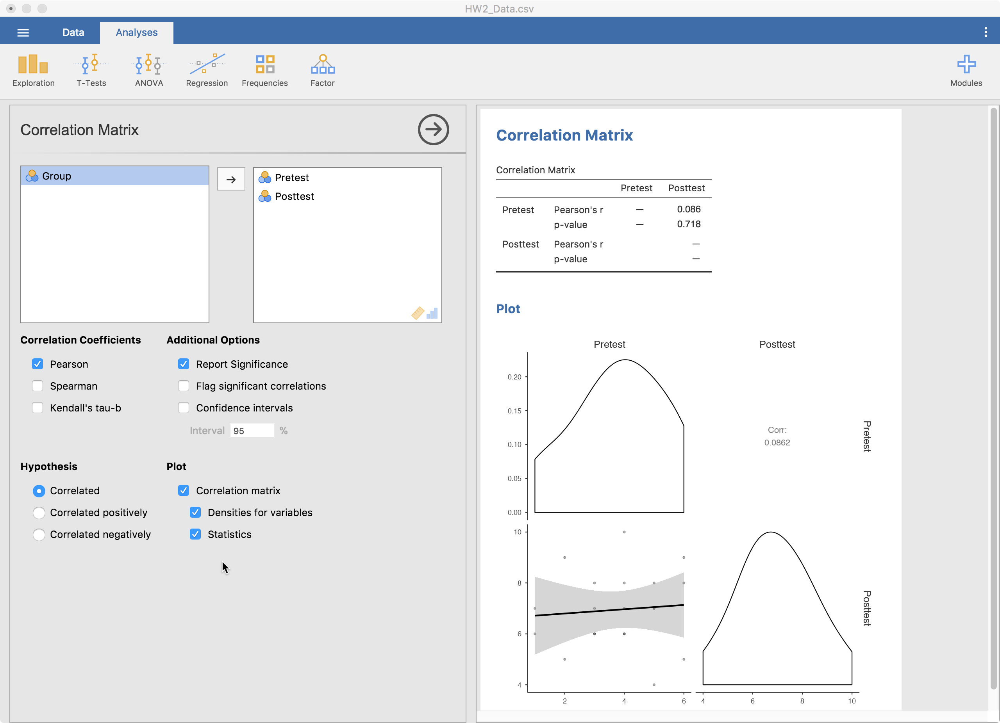 HW2_Data.csv
Data Analyses
Exploration T-Tests ANOVA Regression Frequencies Factor Modules
Correlation Matrix
Group
Pretest
Posttest
Correlation Coefficients
Pearson
Spearman
Kendall's tau-b
Additional Options
Report Significance
Flag significant correlations
Confidence intervals
Interval 95 %
Hypothesis
Correlated
Correlated positively
Correlated negatively
Plot
Correlation matrix
Densities for variables
Statistics
Correlation Matrix
Correlation Matrix
Pretest Posttest
Pretest Pearson's r — 0.086
p-value — 0.718
Posttest Pearson's r —
p-value —
Plot
Pretest Posttest
0.20
0.15
0.10
0.05
0.00
Corr:
0.0862
Pretest
10
8
6
4
Posttest
2 4 6 4 6 8 10